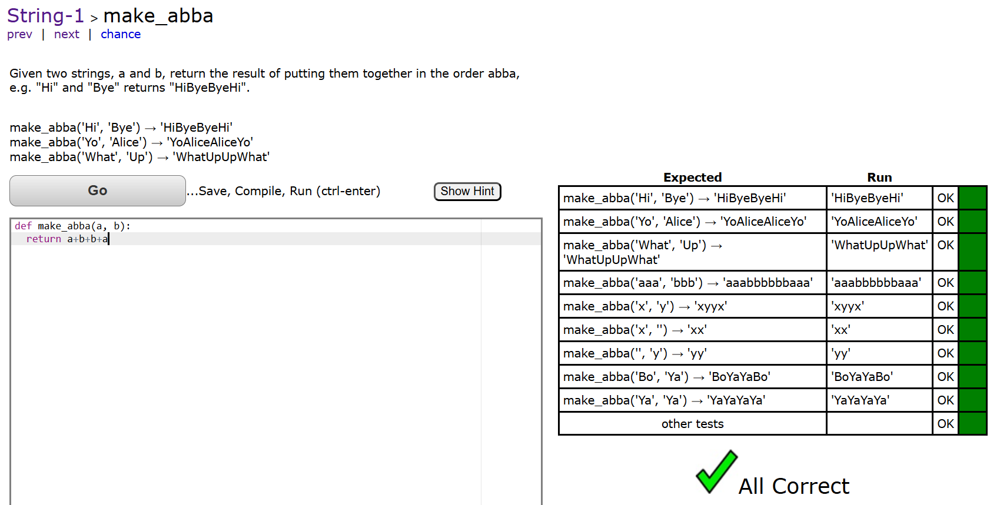 String-1 > make_abba
prev | next | chance
Given two strings, a and b, return the result of putting them together in the order abba,
e.g. "Hi" and "Bye" returns "HiByeByeHi".
make_abba('Hi', 'Bye') → 'HiByeByeHi'
make_abba('Yo', 'Alice') → 'YoAliceAliceYo'
make_abba('What', 'Up') → 'WhatUpUpWhat'
Go ...Save, Compile, Run (ctrl-enter) Show Hint
def make_abba(a, b):
  return a+b+b+a
Expected Run
make_abba('Hi', 'Bye') → 'HiByeByeHi' 'HiByeByeHi' OK
make_abba('Yo', 'Alice') → 'YoAliceAliceYo' 'YoAliceAliceYo' OK
make_abba('What', 'Up') → 'WhatUpUpWhat' OK
'WhatUpUpWhat'
make_abba('aaa', 'bbb') → 'aaabbbbbbaaa' 'aaabbbbbbaaa' OK
make_abba('x', 'y') → 'xyyx' 'xyyx' OK
make_abba('x', '') → 'xx' 'xx' OK
make_abba('', 'y') → 'yy' 'yy' OK
make_abba('Bo', 'Ya') → 'BoYaYaBo' 'BoYaYaBo' OK
make_abba('Ya', 'Ya') → 'YaYaYaYa' 'YaYaYaYa' OK
other tests OK
All Correct